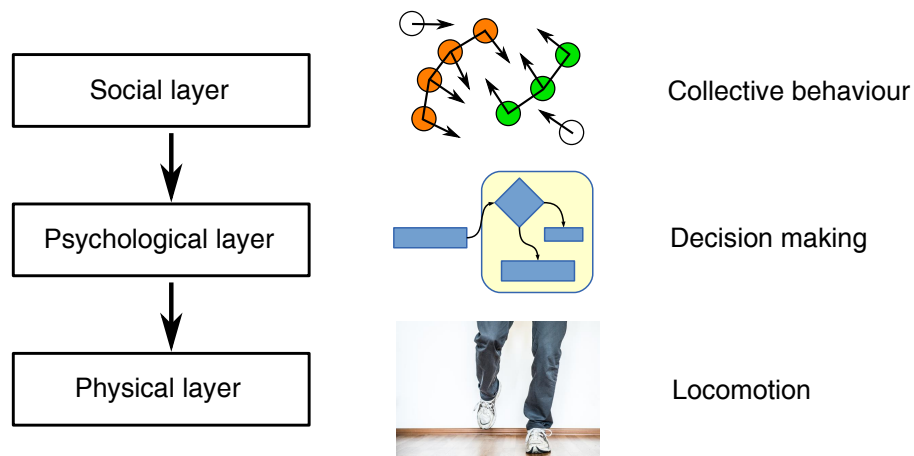 Social layer
Collective behaviour
Psychological layer
Decision making
Physical layer
Locomotion